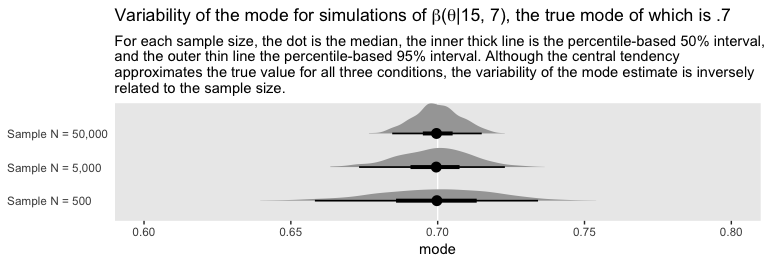 Variability of the mode for simulations of β(θ|15, 7), the true mode of which is .7
For each sample size, the dot is the median, the inner thick line is the percentile-based 50% interval,
and the outer thin line the percentile-based 95% interval. Although the central tendency
approximates the true value for all three conditions, the variability of the mode estimate is inversely
related to the sample size.
Sample N = 50,000
Sample N = 5,000
Sample N = 500
0.60 0.65 0.70 0.75 0.80
mode